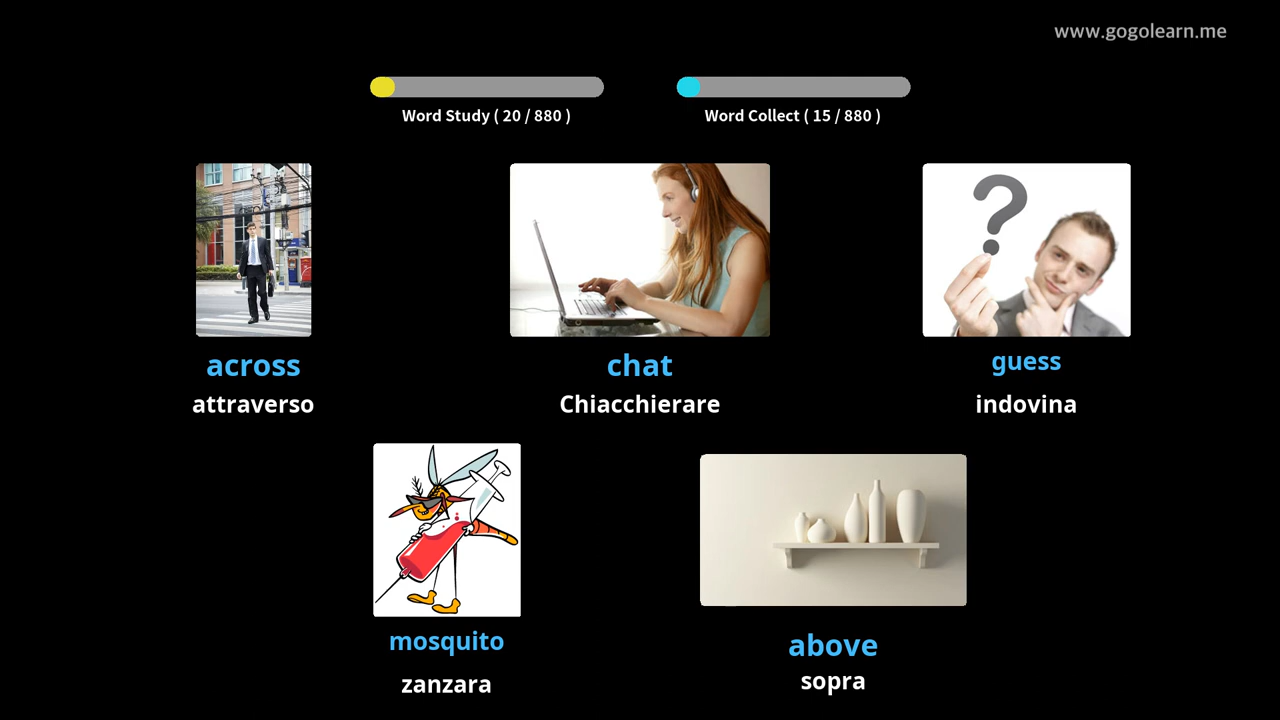 www.gogolearn.me
Word Study ( 20 / 880 )
Word Collect ( 15 / 880 )
across
attraverso
chat
Chiacchierare
guess
indovina
mosquito
zanzara
above
sopra